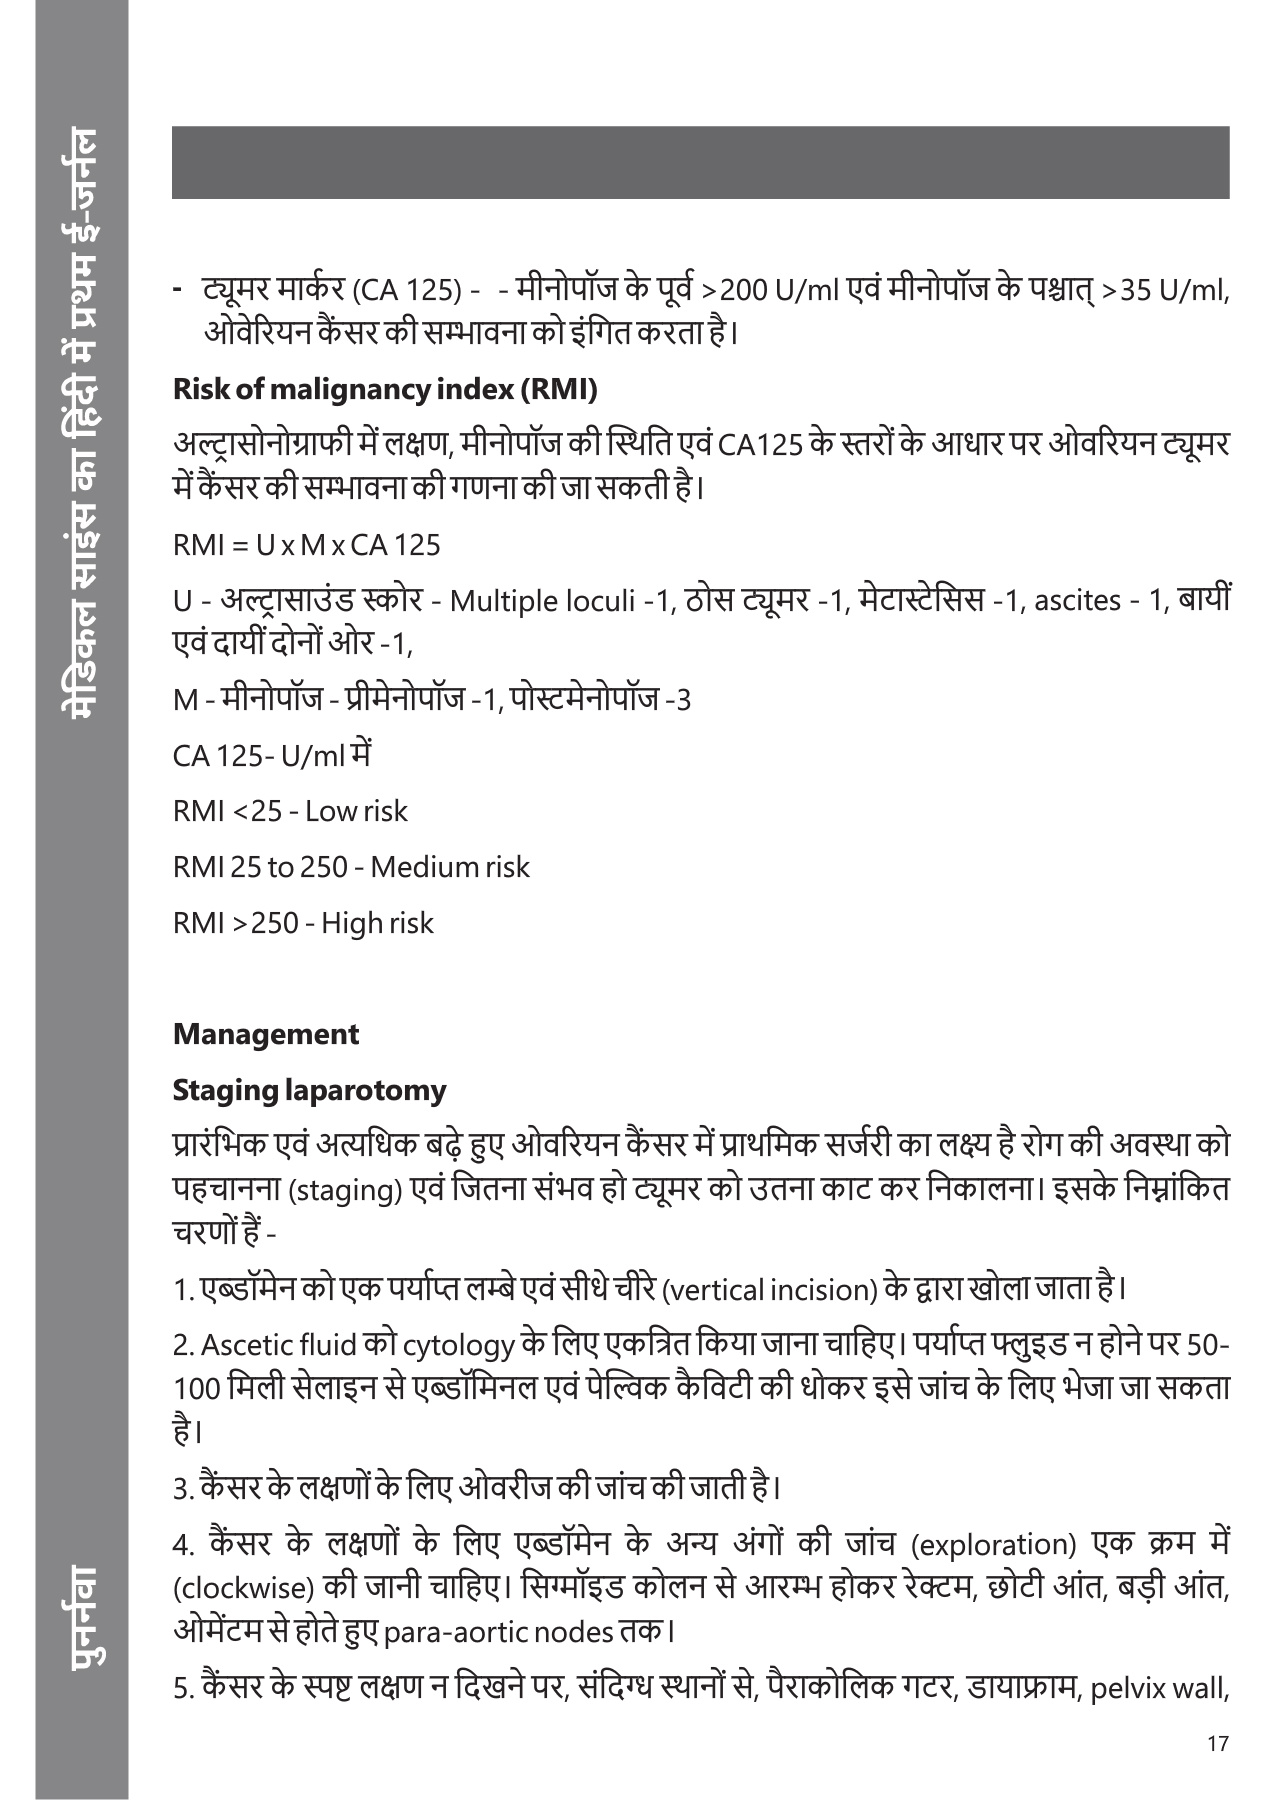 मेडिकल साइंस का हिंदी में प्रथम ई-जर्नल
पुनर्नवा
- ट्यूमर मार्कर (CA 125) - - मीनोपॉज के पूर्व >200 U/ml एवं मीनोपॉज के पश्चात् >35 U/ml,
ओवेरियन कैंसर की सम्भावना को इंगित करता है।
Risk of malignancy index (RMI)
अल्ट्रासोनोग्राफी में लक्षण, मीनोपॉज की स्थिति एवं CA125 के स्तरों के आधार पर ओवरियन ट्यूमर
में कैंसर की सम्भावना की गणना की जा सकती है।
RMI = U x M x CA 125
U - अल्ट्रासाउंड स्कोर - Multiple loculi -1, ठोस ट्यूमर -1, मेटास्टेसिस -1, ascites - 1, बायीं
एवं दायीं दोनों ओर -1,
M - मीनोपॉज - प्रीमेनोपॉज -1, पोस्टमेनोपॉज -3
CA 125- U/ml में
RMI <25 - Low risk
RMI 25 to 250 - Medium risk
RMI >250 - High risk
Management
Staging laparotomy
प्रारंभिक एवं अत्यधिक बढ़े हुए ओवरियन कैंसर में प्राथमिक सर्जरी का लक्ष्य है रोग की अवस्था को
पहचानना (staging) एवं जितना संभव हो ट्यूमर को उतना काट कर निकालना। इसके निम्नांकित
चरणों हैं -
1. एब्डॉमेन को एक पर्याप्त लम्बे एवं सीधे चीरे (vertical incision) के द्वारा खोला जाता है।
2. Ascetic fluid को cytology के लिए एकत्रित किया जाना चाहिए। पर्याप्त फ्लुइड न होने पर 50-
100 मिली सेलाइन से एब्डॉमिनल एवं पेल्विक कैविटी की धोकर इसे जांच के लिए भेजा जा सकता
है।
3. कैंसर के लक्षणों के लिए ओवरीज की जांच की जाती है।
4. कैंसर के लक्षणों के लिए एब्डॉमेन के अन्य अंगों की जांच (exploration) एक क्रम में
(clockwise) की जानी चाहिए। सिग्मॉइड कोलन से आरम्भ होकर रेक्टम, छोटी आंत, बड़ी आंत,
ओमेंटम से होते हुए para-aortic nodes तक।
5. कैंसर के स्पष्ट लक्षण न दिखने पर, संदिग्ध स्थानों से, पैराकोलिक गटर, डायाफ्राम, pelvix wall,
17